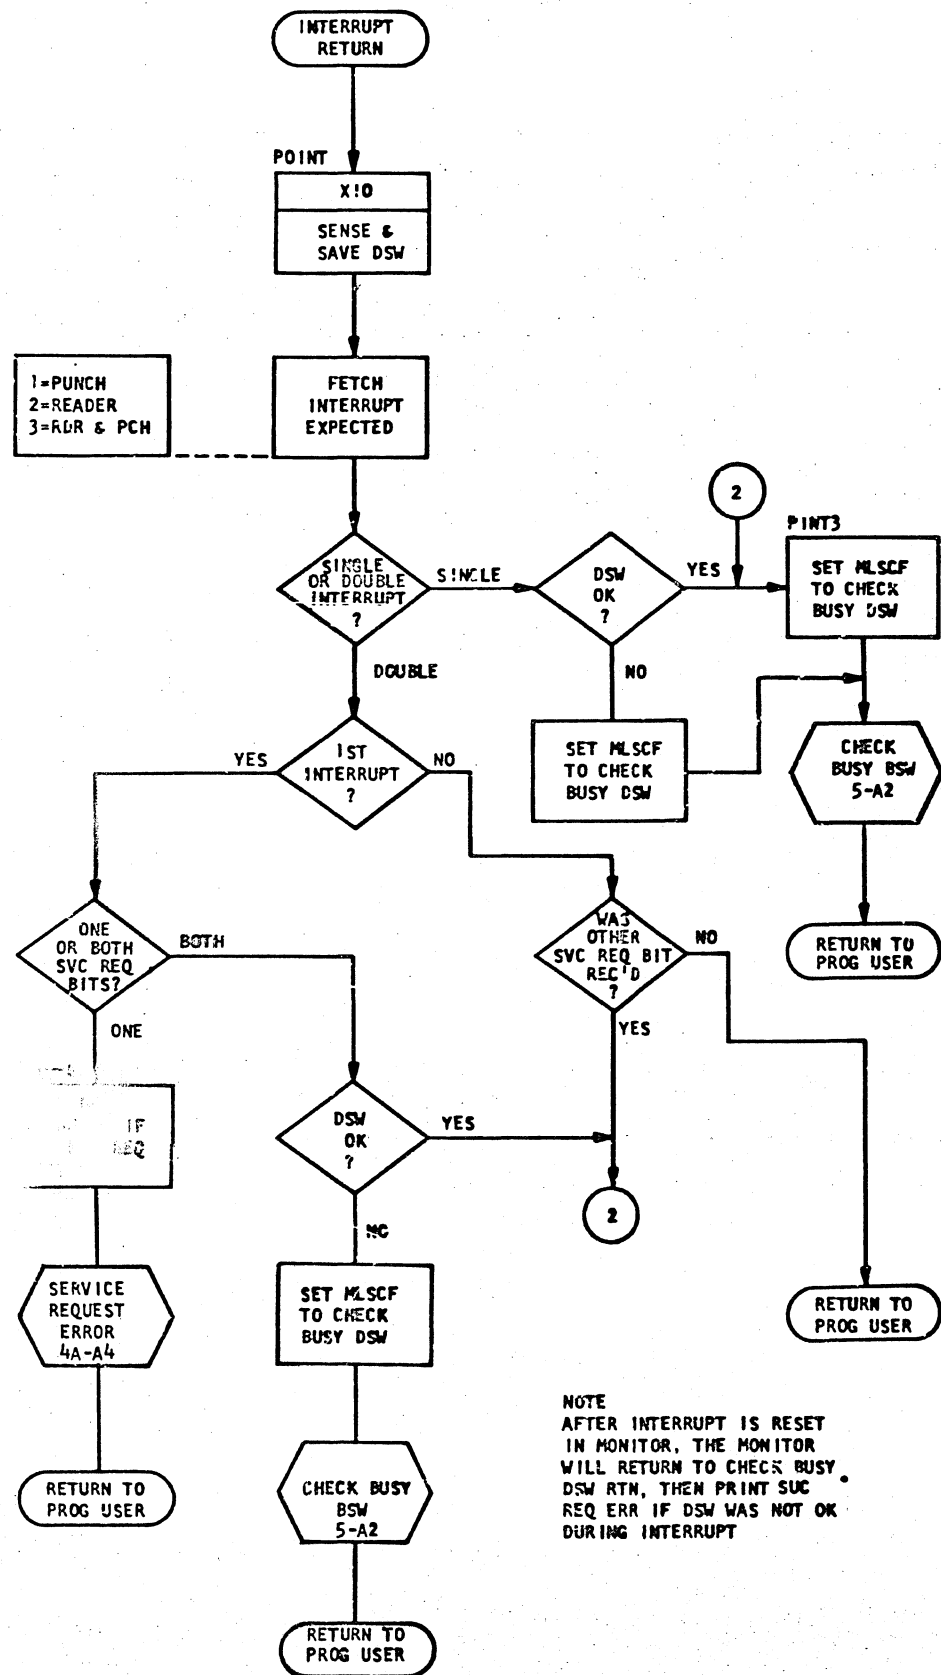 INTERRUPT
RETURN
POINT
X!O
SENSE &
SAVE DSW
1=PUNCH
2=READER
3=RDR & PCH
FETCH
INTERRUPT
EXPECTED
2
PINT3
SINGLE
OR DOUBLE
INTERRUPT
?
SINGLE
DSW
OK
?
YES
SET MLSCF
TO CHECK
BUSY DSW
DOUBLE
NO
1ST
INTERRUPT
?
YES
NO
SET MLSCF
TO CHECK
BUSY DSW
CHECK
BUSY BSW
5-A2
ONE
OR BOTH
SVC REQ
BITS?
BOTH
WAS
OTHER
SVC REQ BIT
REC'D
?
NO
RETURN TO
PROG USER
ONE
YES
IF
REQ
DSW
OK
?
YES
2
NO
SERVICE
REQUEST
ERROR
4A-A4
SET MLSCF
TO CHECK
BUSY DSW
RETURN TO
PROG USER
NOTE
AFTER INTERRUPT IS RESET
IN MONITOR, THE MONITOR
WILL RETURN TO CHECK BUSY
DSW RTN, THEN PRINT SUC
REQ ERR IF DSW WAS NOT OK
DURING INTERRUPT
RETURN TO
PROG USER
CHECK BUSY
BSW
5-A2
RETURN TO
PROG USER